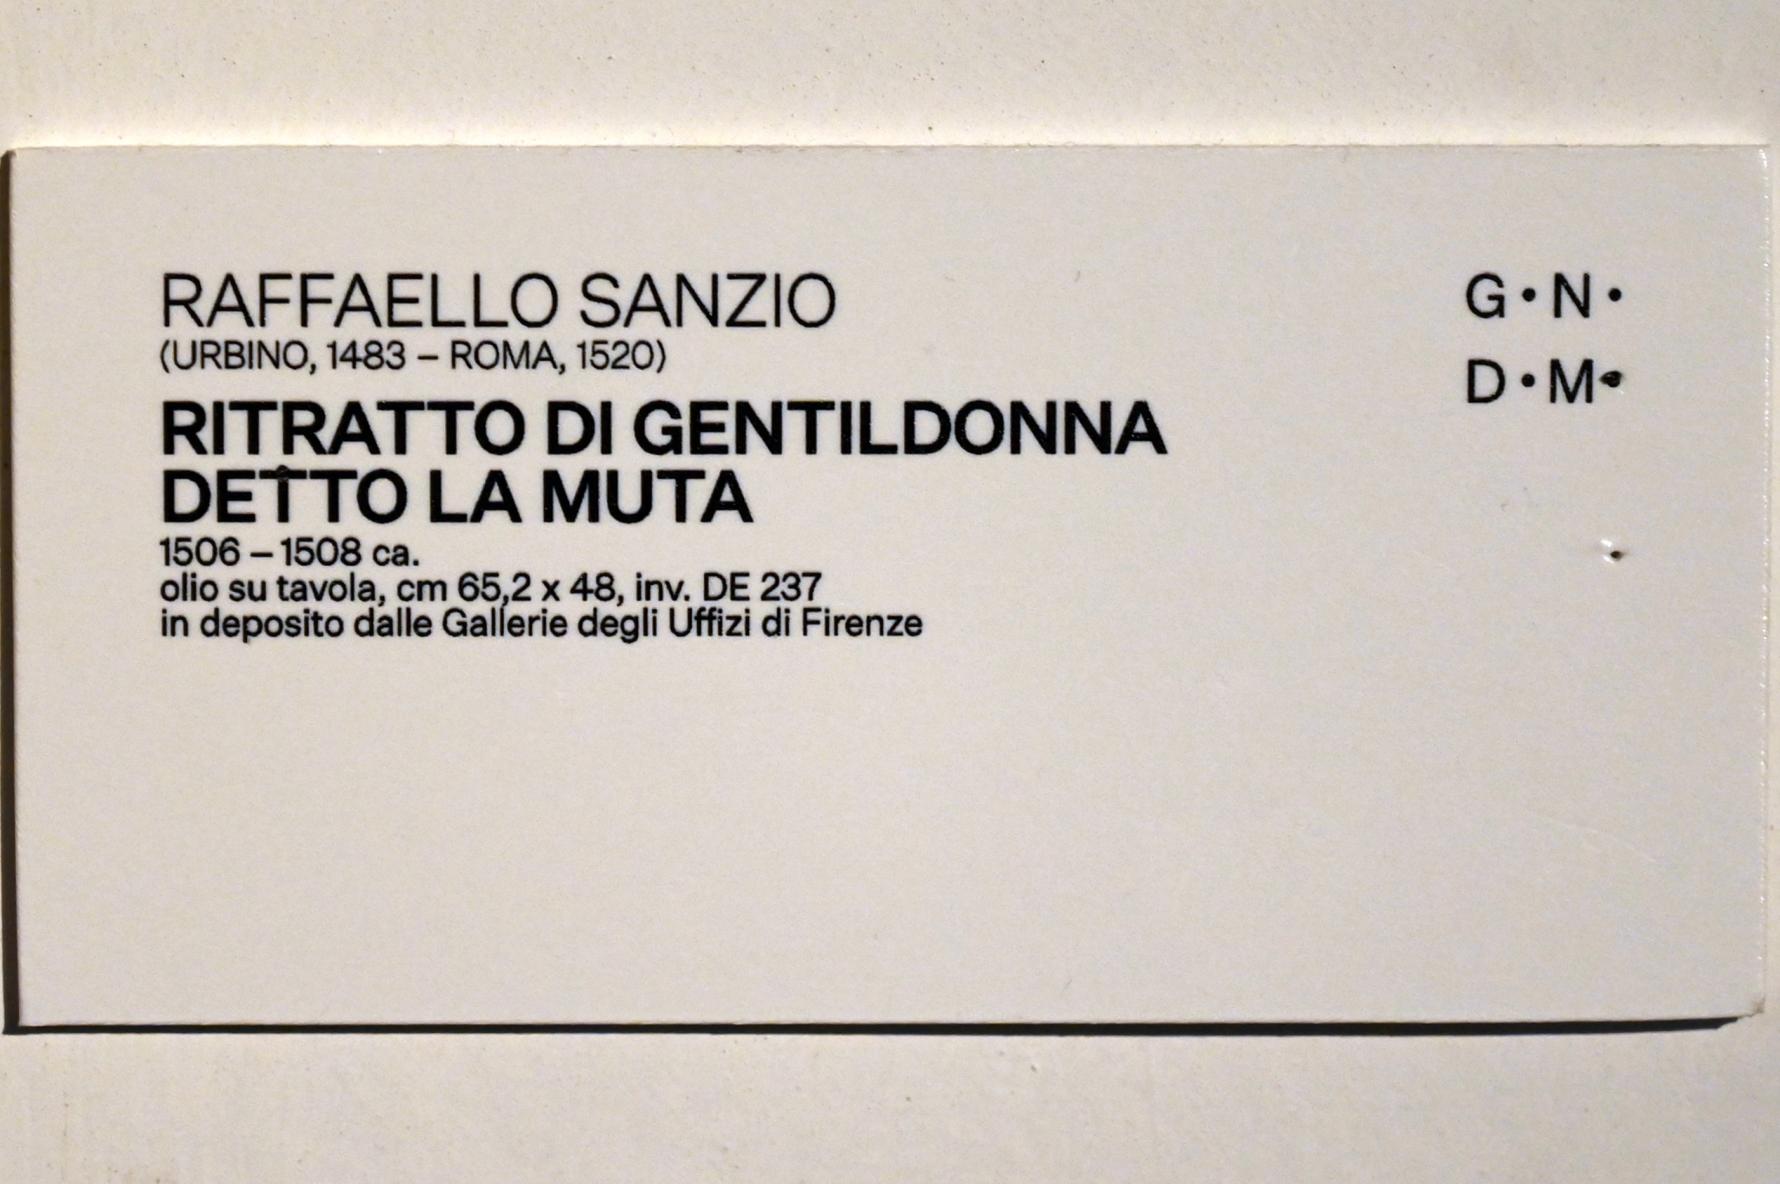 RAFFAELLO SANZIO
(URBINO, 1483 – ROMA, 1520)
RITRATTO DI GENTILDONNA
DETTO LA MUTA
1506 – 1508 ca.
olio su tavola, cm 65,2 x 48, inv. DE 237
in deposito dalle Gallerie degli Uffizi di Firenze
G • N •
D • M •